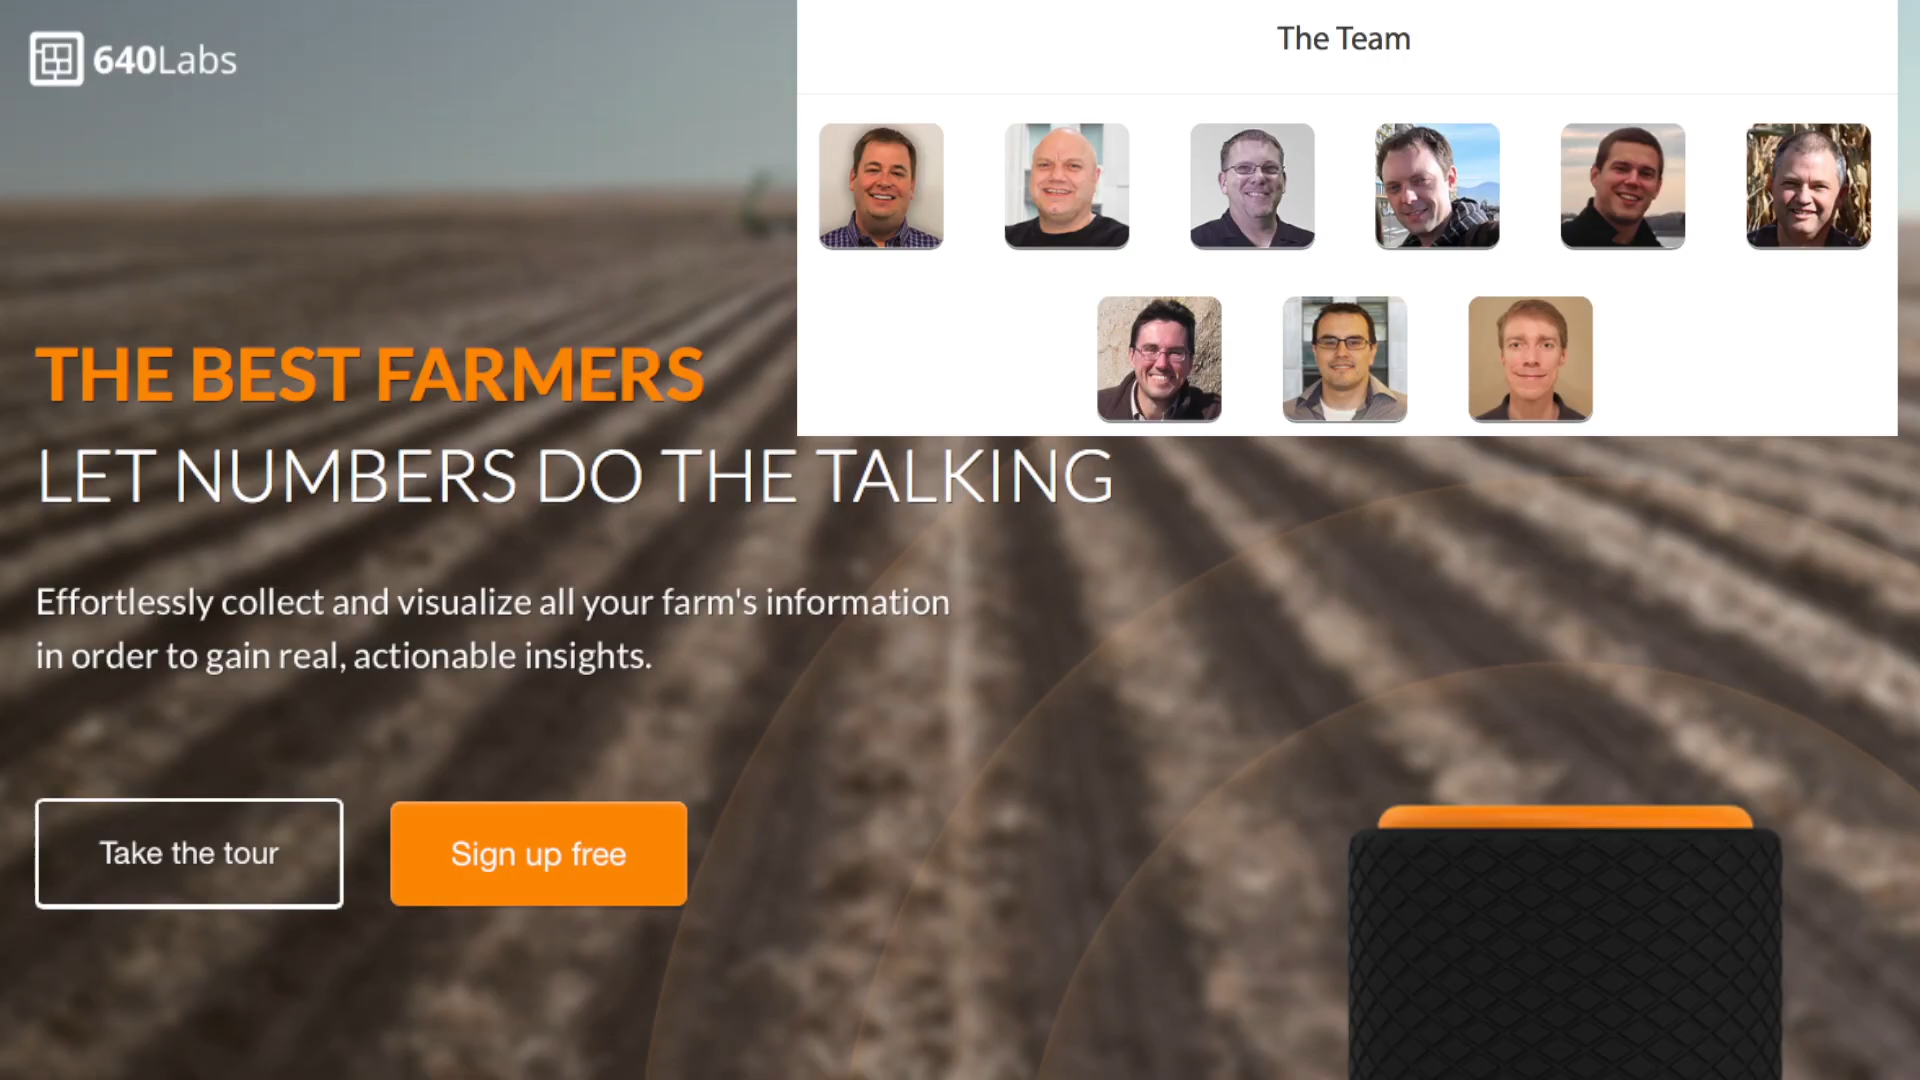 640Labs
The Team
THE BEST FARMERS
LET NUMBERS DO THE TALKING
Effortlessly collect and visualize all your farm's information
in order to gain real, actionable insights.
Take the tour
Sign up free